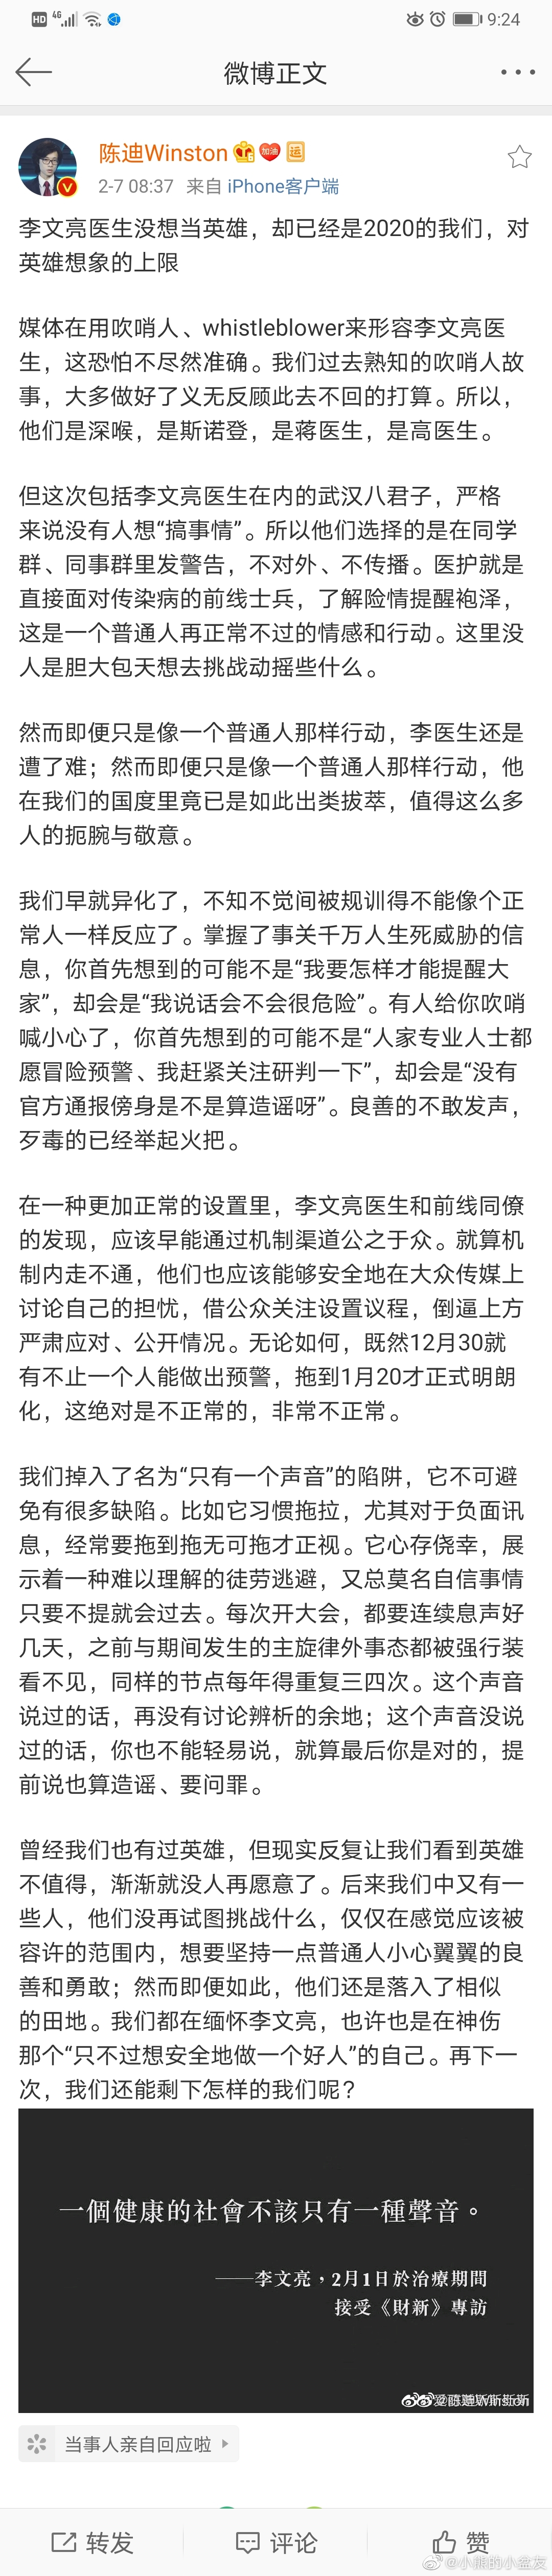 HD 4G 9:24
微博正文
陈迪Winston 加油 运
2-7 08:37 来自 iPhone客户端
李文亮医生没想当英雄，却已经是2020的我们，对
英雄想象的上限
媒体在用吹哨人、whistleblower来形容李文亮医
生，这恐怕不尽然准确。我们过去熟知的吹哨人故
事，大多做好了义无反顾此去不回的打算。所以，
他们是深喉，是斯诺登，是蒋医生，是高医生。
但这次包括李文亮医生在内的武汉八君子，严格
来说没有人想“搞事情”。所以他们选择的是在同学
群、同事群里发警告，不对外、不传播。医护就是
直接面对传染病的前线士兵，了解险情提醒袍泽，
这是一个普通人再正常不过的情感和行动。这里没
人是胆大包天想去挑战动摇些什么。
然而即便只是像一个普通人那样行动，李医生还是
遭了难；然而即便只是像一个普通人那样行动，他
在我们的国度里竟已是如此出类拔萃，值得这么多
人的扼腕与敬意。
我们早就异化了，不知不觉间被规训得不能像个正
常人一样反应了。掌握了事关千万人生死威胁的信
息，你首先想到的可能不是“我要怎样才能提醒大
家”，却会是“我说话会不会很危险”。有人给你吹哨
喊小心了，你首先想到的可能不是“人家专业人士都
愿冒险预警、我赶紧关注研判一下”，却会是“没有
官方通报傍身是不是算造谣呀”。良善的不敢发声，
歹毒的已经举起火把。
在一种更加正常的设置里，李文亮医生和前线同僚
的发现，应该早能通过机制渠道公之于众。就算机
制内走不通，他们也应该能够安全地在大众传媒上
讨论自己的担忧，借公众关注设置议程，倒逼上方
严肃应对、公开情况。无论如何，既然12月30就
有不止一个人能做出预警，拖到1月20才正式明朗
化，这绝对是不正常的，非常不正常。
我们掉入了名为“只有一个声音”的陷阱，它不可避
免有很多缺陷。比如它习惯拖拉，尤其对于负面讯
息，经常要拖到拖无可拖才正视。它心存侥幸，展
示着一种难以理解的徒劳逃避，又总莫名自信事情
只要不提就会过去。每次开大会，都要连续息声好
几天，之前与期间发生的主旋律外事态都被强行装
看不见，同样的节点每年得重复三四次。这个声音
说过的话，再没有讨论辨析的余地；这个声音没说
过的话，你也不能轻易说，就算最后你是对的，提
前说也算造谣、要问罪。
曾经我们也有过英雄，但现实反复让我们看到英雄
不值得，渐渐就没人再愿意了。后来我们中又有一
些人，他们没再试图挑战什么，仅仅在感觉应该被
容许的范围内，想要坚持一点普通人小心翼翼的良
善和勇敢；然而即便如此，他们还是落入了相似
的田地。我们都在缅怀李文亮，也许也是在神伤
那个“只不过想安全地做一个好人”的自己。再下一
次，我们还能剩下怎样的我们呢？
一個健康的社會不該只有一種聲音。
——李文亮，2月1日於治療期間
接受《財新》專訪
当事人亲自回应啦
转发 评论 赞
@小熊的小盆友